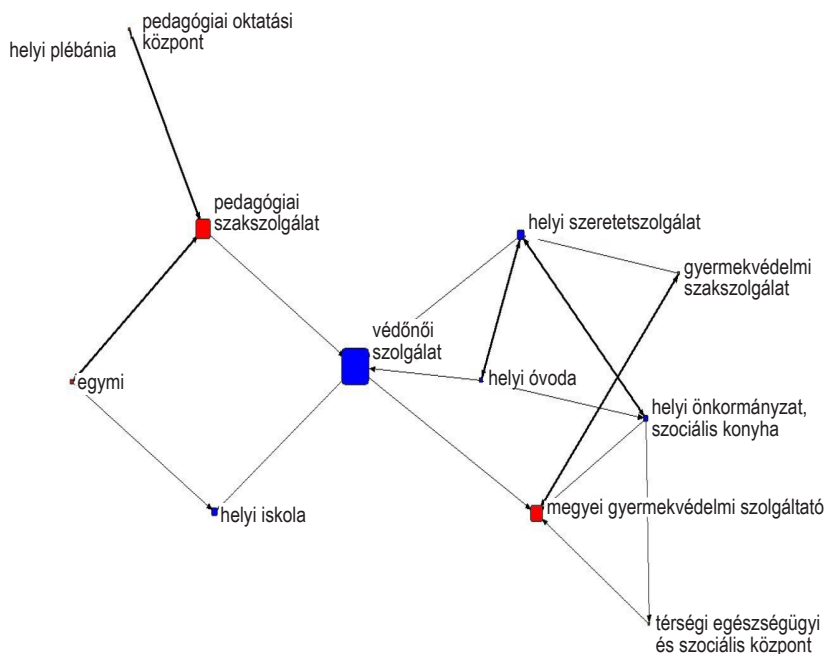 pedagógiai oktatási
központ
helyi plébánia
pedagógiai
szakszolgálat
helyi szeretetszolgálat
gyermekvédelmi
szakszolgálat
védőnői
szolgálat
egymi
helyi óvoda
helyi önkormányzat,
szociális konyha
helyi iskola
megyei gyermekvédelmi szolgáltató
térségi egészségügyi
és szociális központ